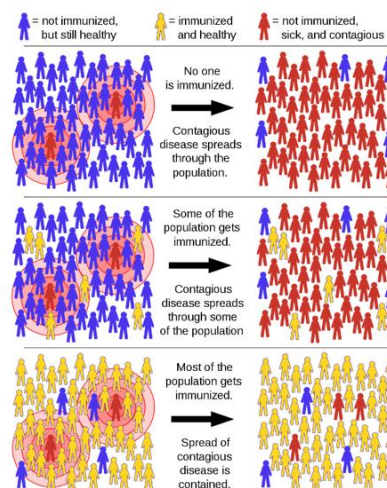 = not immunized,
but still healthy
= immunized
and healthy
= not immunized,
sick, and contagious
No one
is immunized.
Contagious
disease spreads
through the
population.
Some of the
population gets
immunized.
Contagious
disease spreads
through some
of the population
Most of the
population gets
immunized.
Spread of
contagious
disease is
contained.